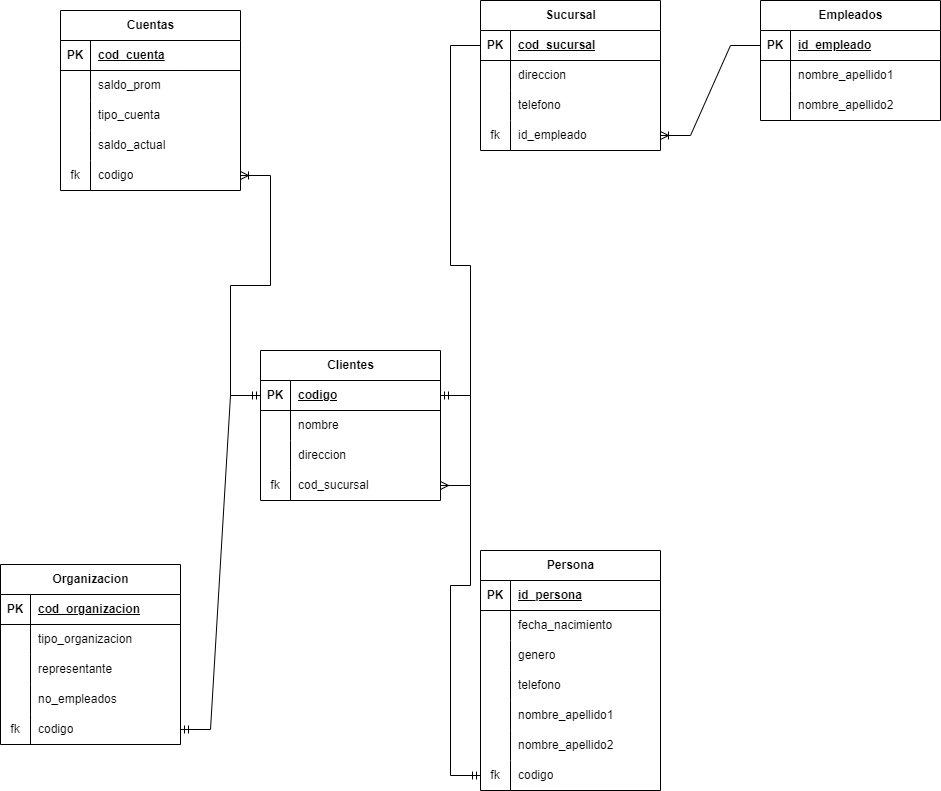 Cuentas
PK cod_cuenta
saldo_prom
tipo_cuenta
saldo_actual
fk codigo
Sucursal
PK cod_sucursal
direccion
telefono
fk id_empleado
Empleados
PK id_empleado
nombre_apellido1
nombre_apellido2
Clientes
PK codigo
nombre
direccion
fk cod_sucursal
Organizacion
PK cod_organizacion
tipo_organizacion
representante
no_empleados
fk codigo
Persona
PK id_persona
fecha_nacimiento
genero
telefono
nombre_apellido1
nombre_apellido2
fk codigo